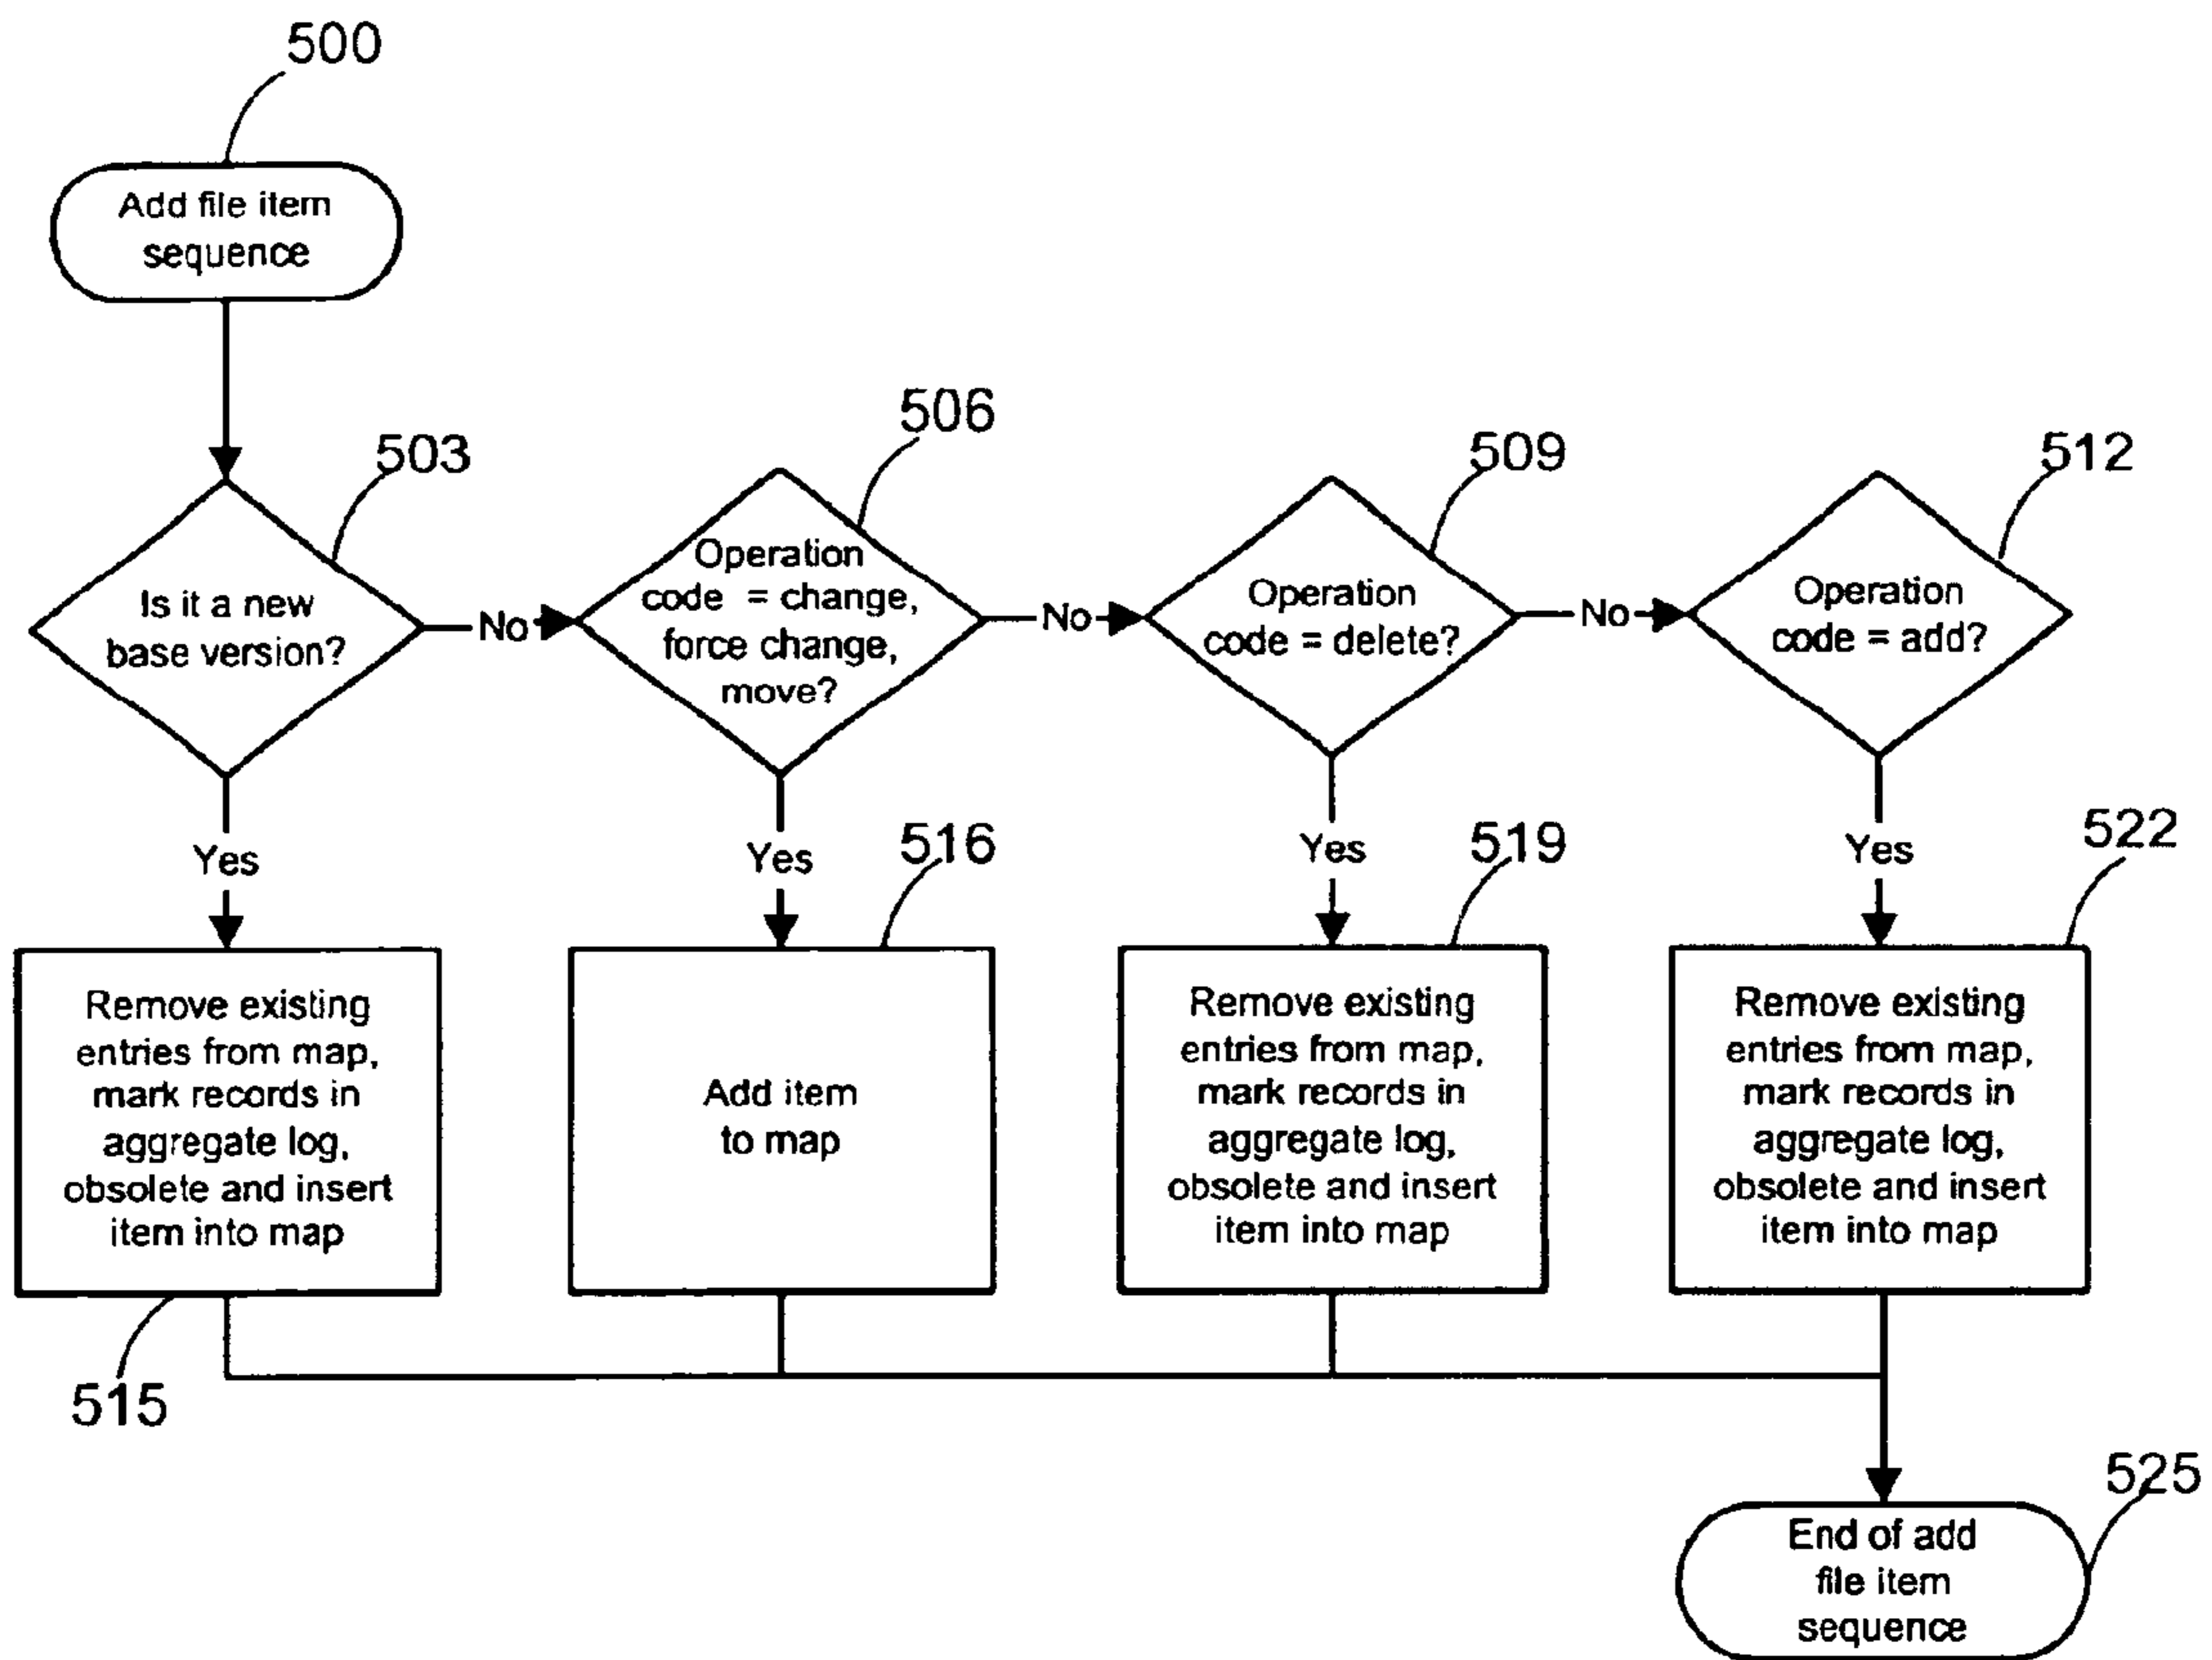 500
Add file item
sequence
503
Is it a new
base version?
No
506
Operation
code = change,
force change,
move?
No
509
Operation
code = delete?
No
512
Operation
code = add?
Yes
Yes
Yes
Yes
515
Remove existing
entries from map,
mark records in
aggregate log,
obsolete and insert
item into map
516
Add item
to map
519
Remove existing
entries from map,
mark records in
aggregate log,
obsolete and insert
item into map
522
Remove existing
entries from map,
mark records in
aggregate log,
obsolete and insert
item into map
525
End of add
file item
sequence